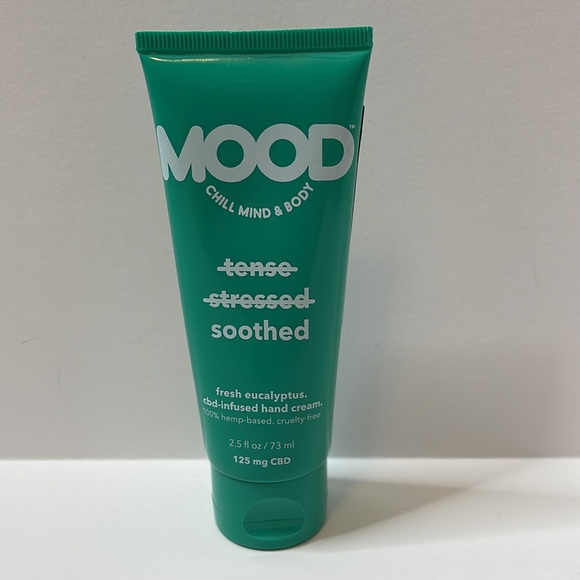 MOOD™
CHILL MIND & BODY
tense
stressed
soothed
fresh eucalyptus.
cbd-infused hand cream.
100% hemp-based. cruelty-free.
2.5 fl oz / 73 ml
125 mg CBD